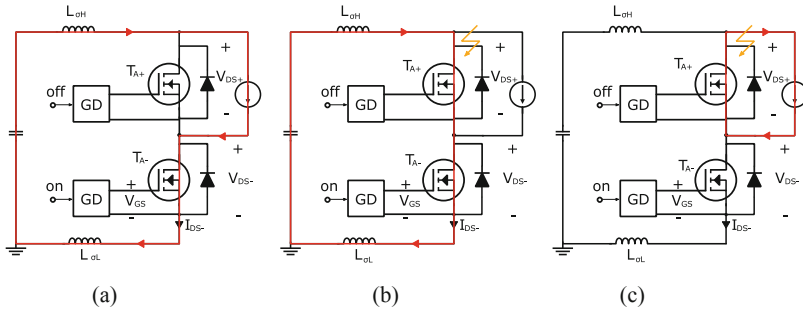 LσH
TA+
off
GD
+
VDS+
-
TA-
on
GD
+
VGS
-
+
VDS-
-
IDS-
LσL
(a)
LσH
TA+
off
GD
+
VDS+
-
TA-
on
GD
+
VGS
-
+
VDS-
-
IDS-
LσL
(b)
LσH
TA+
off
GD
+
VDS+
-
TA-
on
GD
+
VGS
-
+
VDS-
-
IDS-
LσL
(c)